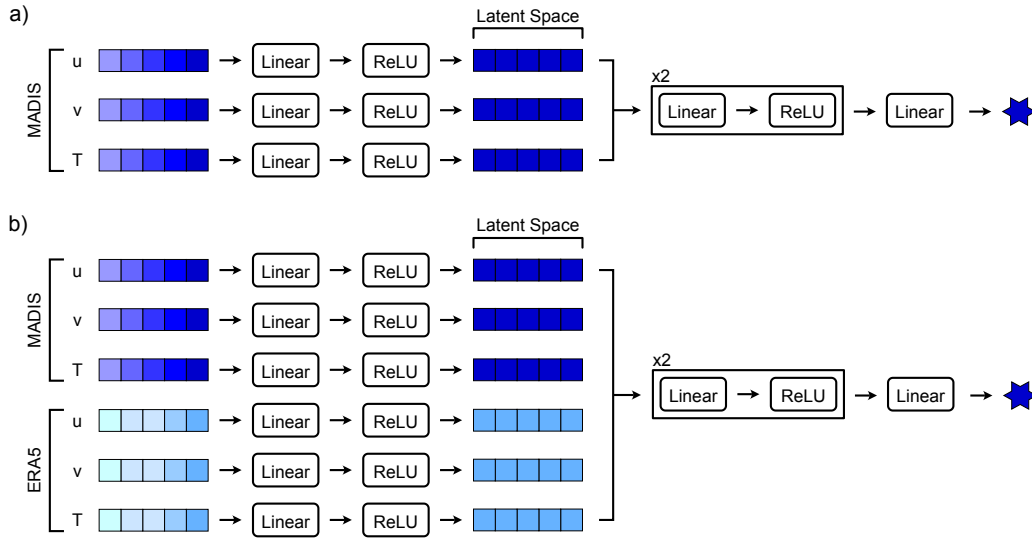 a)
Latent Space
MADIS
u Linear ReLU
v Linear ReLU
T Linear ReLU
x2
Linear ReLU Linear
b)
Latent Space
MADIS
u Linear ReLU
v Linear ReLU
T Linear ReLU
ERA5
u Linear ReLU
v Linear ReLU
T Linear ReLU
x2
Linear ReLU Linear